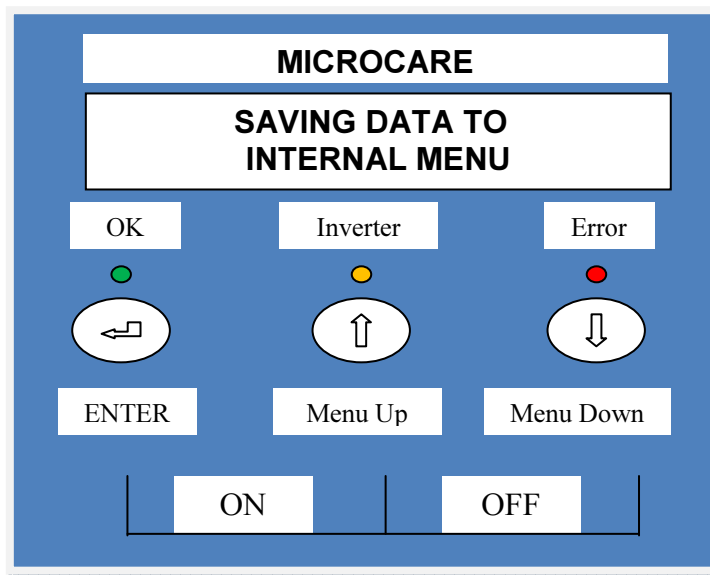 MICROCARE
SAVING DATA TO
INTERNAL MENU
OK Inverter Error
ENTER Menu Up Menu Down
ON OFF